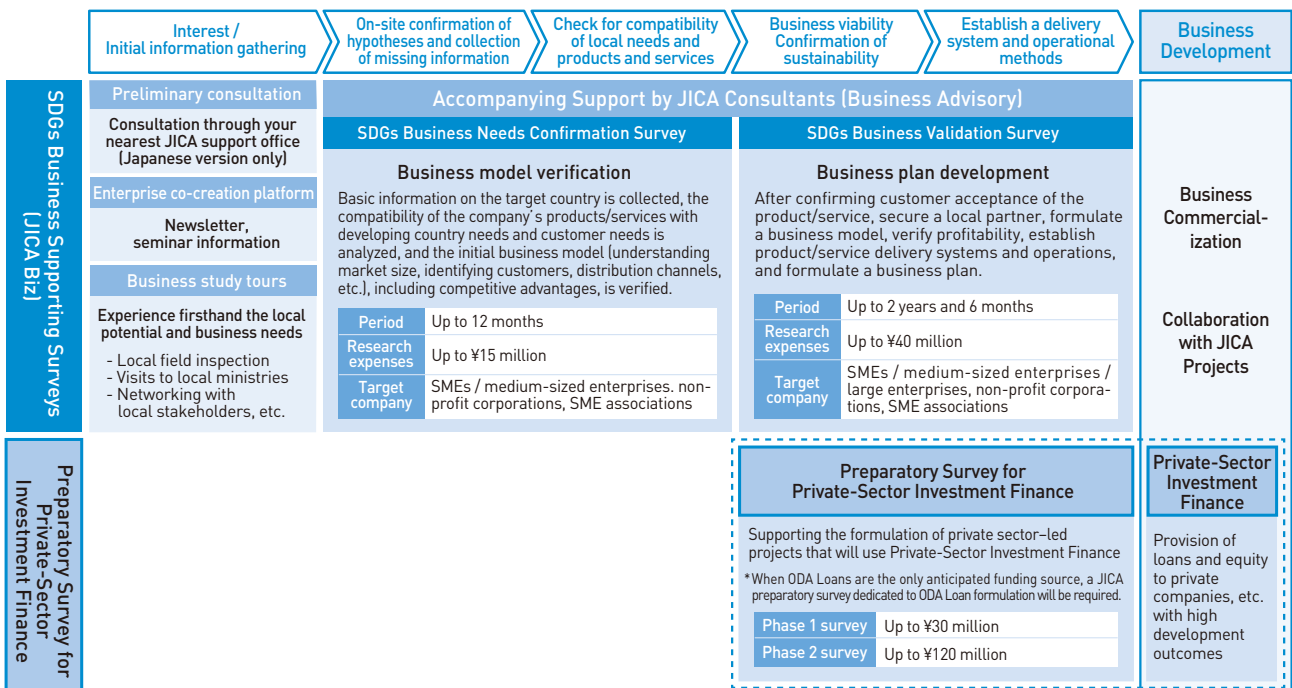 Interest /
Initial information gathering
On-site confirmation of
hypotheses and collection
of missing information
Check for compatibility
of local needs and
products and services
Business viability
Confirmation of
sustainability
Establish a delivery
system and operational
methods
Business
Development
SDGs Business Supporting Surveys
(JICA Biz)
Preliminary consultation
Consultation through your
nearest JICA support office
(Japanese version only)
Enterprise co-creation platform
Newsletter,
seminar information
Business study tours
Experience firsthand the local
potential and business needs
- Local field inspection
- Visits to local ministries
- Networking with
local stakeholders, etc.
Accompanying Support by JICA Consultants (Business Advisory)
SDGs Business Needs Confirmation Survey
Business model verification
Basic information on the target country is collected, the
compatibility of the company's products/services with
developing country needs and customer needs is
analyzed, and the initial business model (understanding
market size, identifying customers, distribution channels,
etc.), including competitive advantages, is verified.
Period Up to 12 months
Research
expenses Up to ¥15 million
Target
company SMEs / medium-sized enterprises. non-
profit corporations, SME associations
SDGs Business Validation Survey
Business plan development
After confirming customer acceptance of the
product/service, secure a local partner, formulate
a business model, verify profitability, establish
product/service delivery systems and operations,
and formulate a business plan.
Period Up to 2 years and 6 months
Research
expenses Up to ¥40 million
Target
company SMEs / medium-sized enterprises /
large enterprises, non-profit corpora-
tions, SME associations
Business
Commercial-
ization
Collaboration
with JICA
Projects
Preparatory Survey for
Private-Sector
Investment Finance
Preparatory Survey for
Private-Sector Investment Finance
Supporting the formulation of private sector–led
projects that will use Private-Sector Investment Finance
*When ODA Loans are the only anticipated funding source, a JICA
preparatory survey dedicated to ODA Loan formulation will be required.
Phase 1 survey Up to ¥30 million
Phase 2 survey Up to ¥120 million
Private-Sector
Investment
Finance
Provision of
loans and equity
to private
companies, etc.
with high
development
outcomes